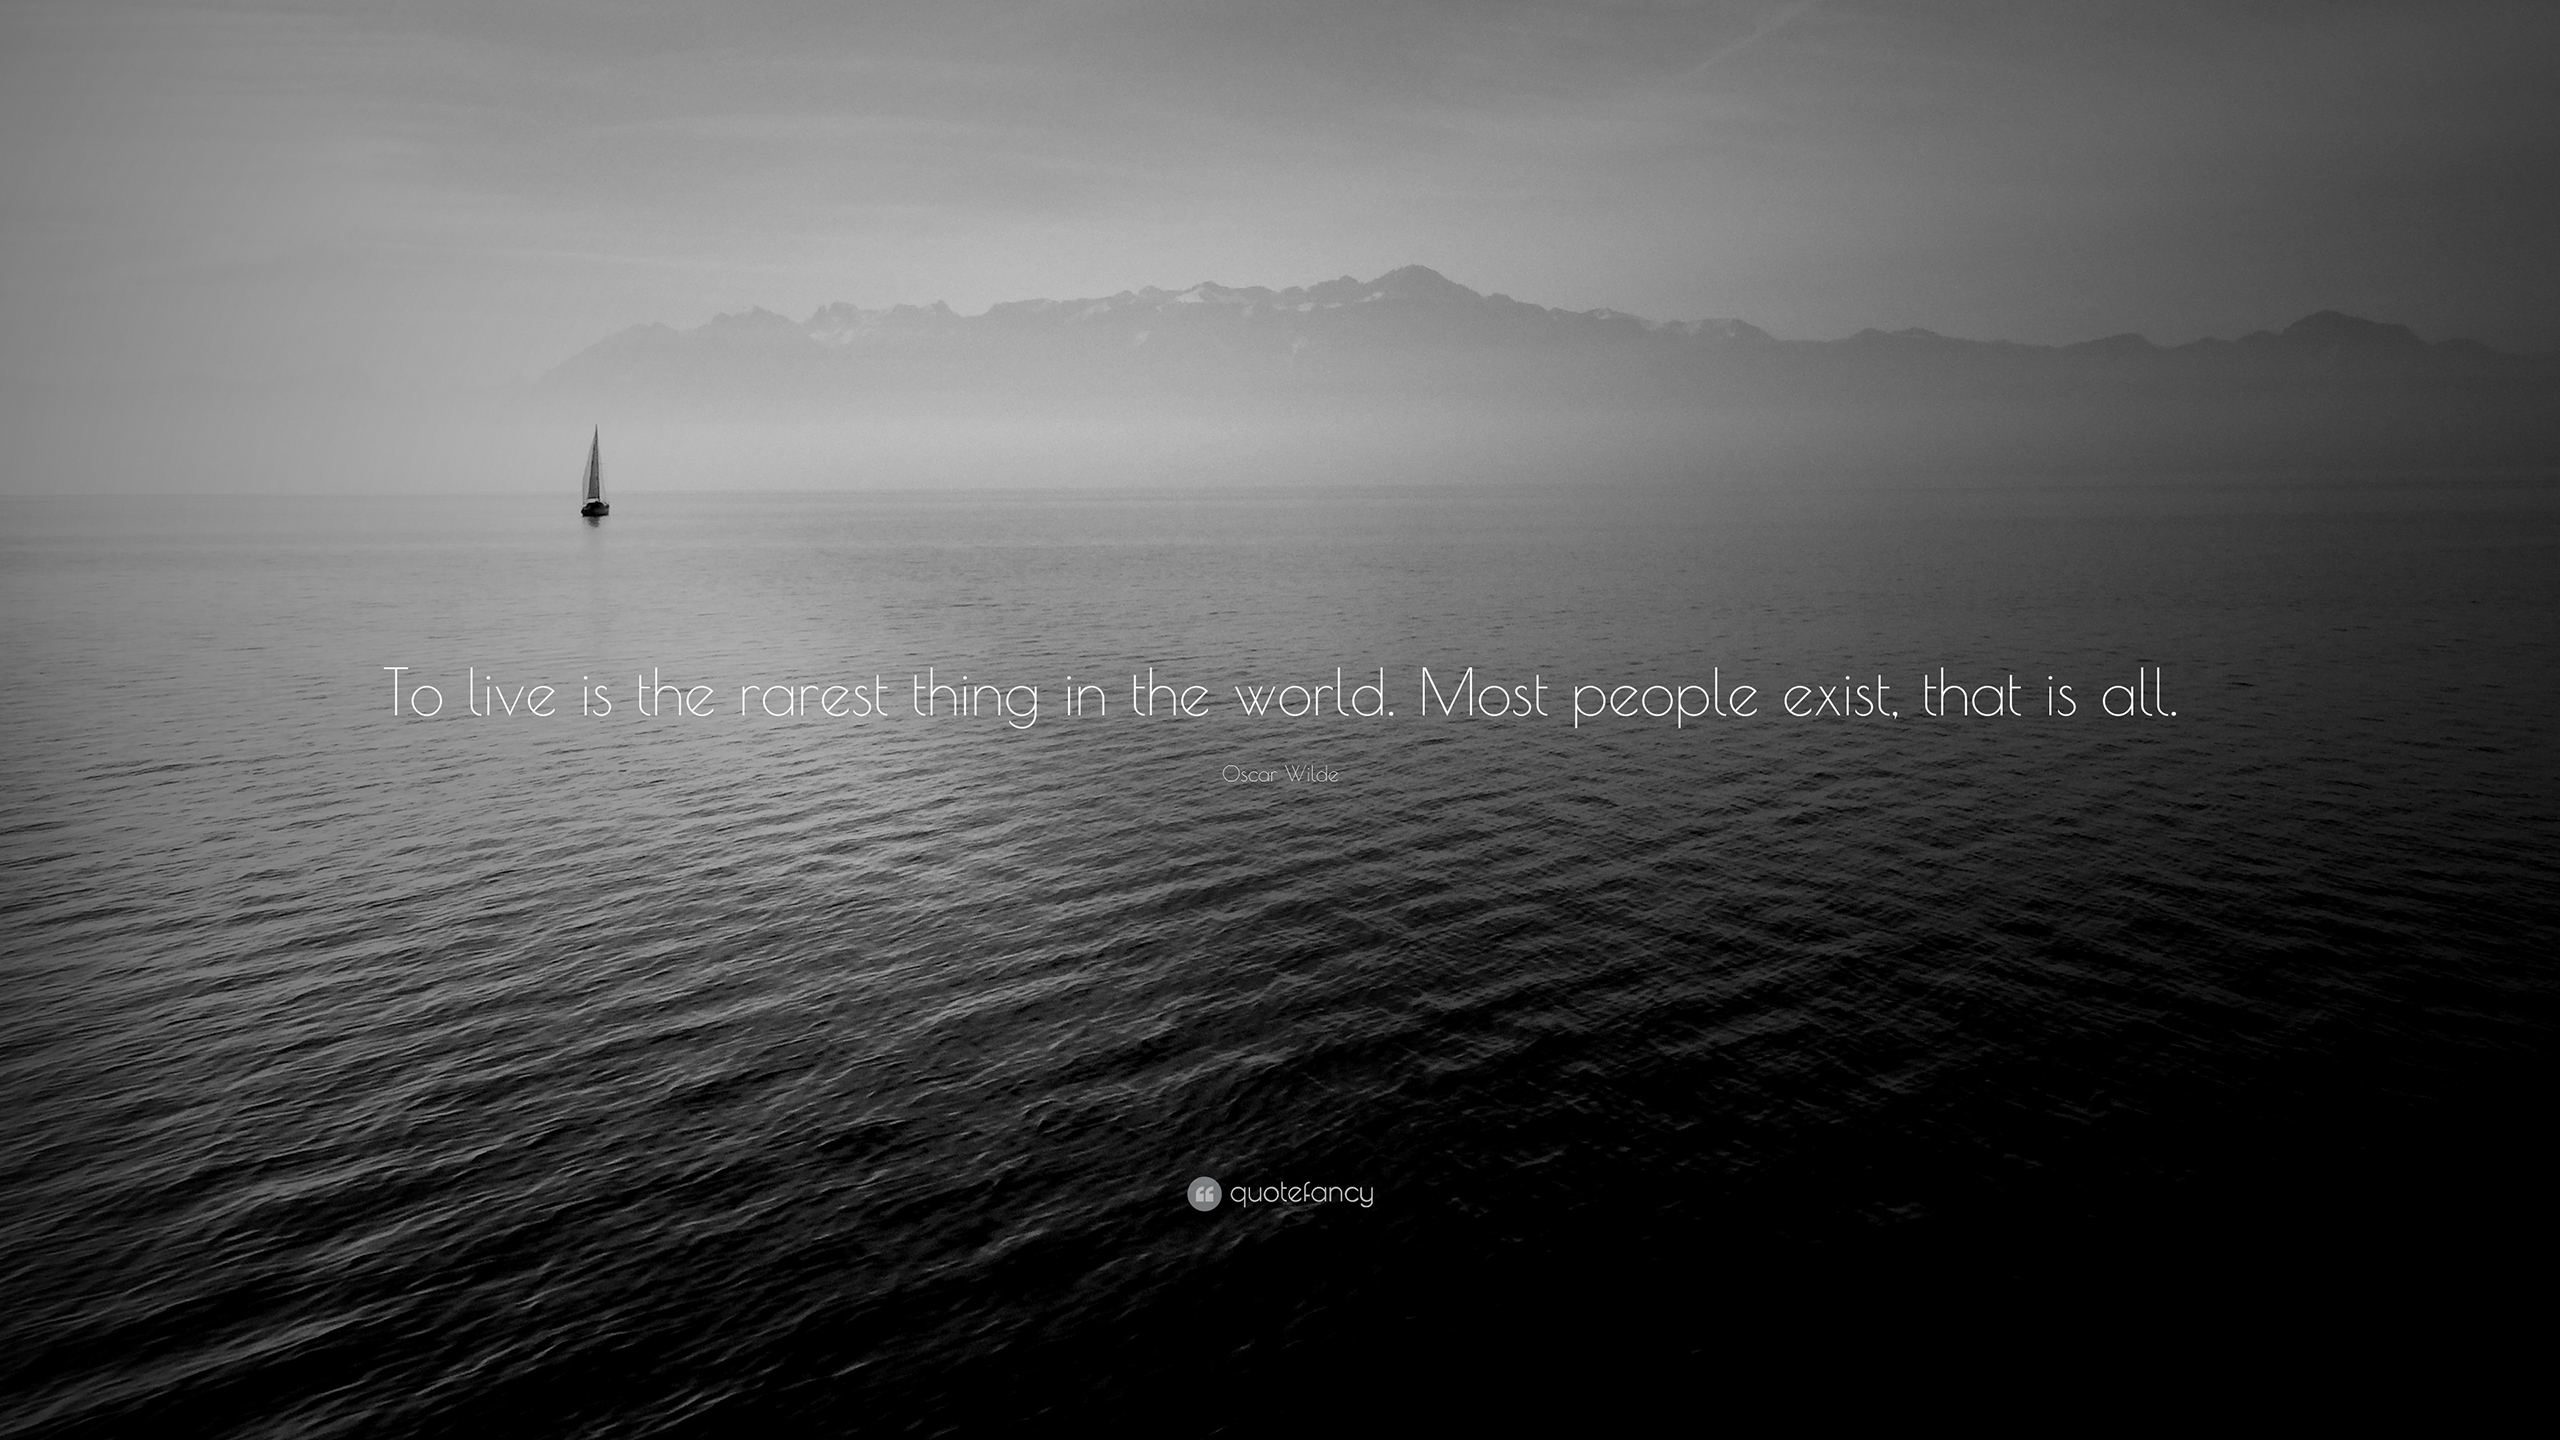 To live is the rarest thing in the world. Most people exist, that is all.
Oscar Wilde
quotefancy